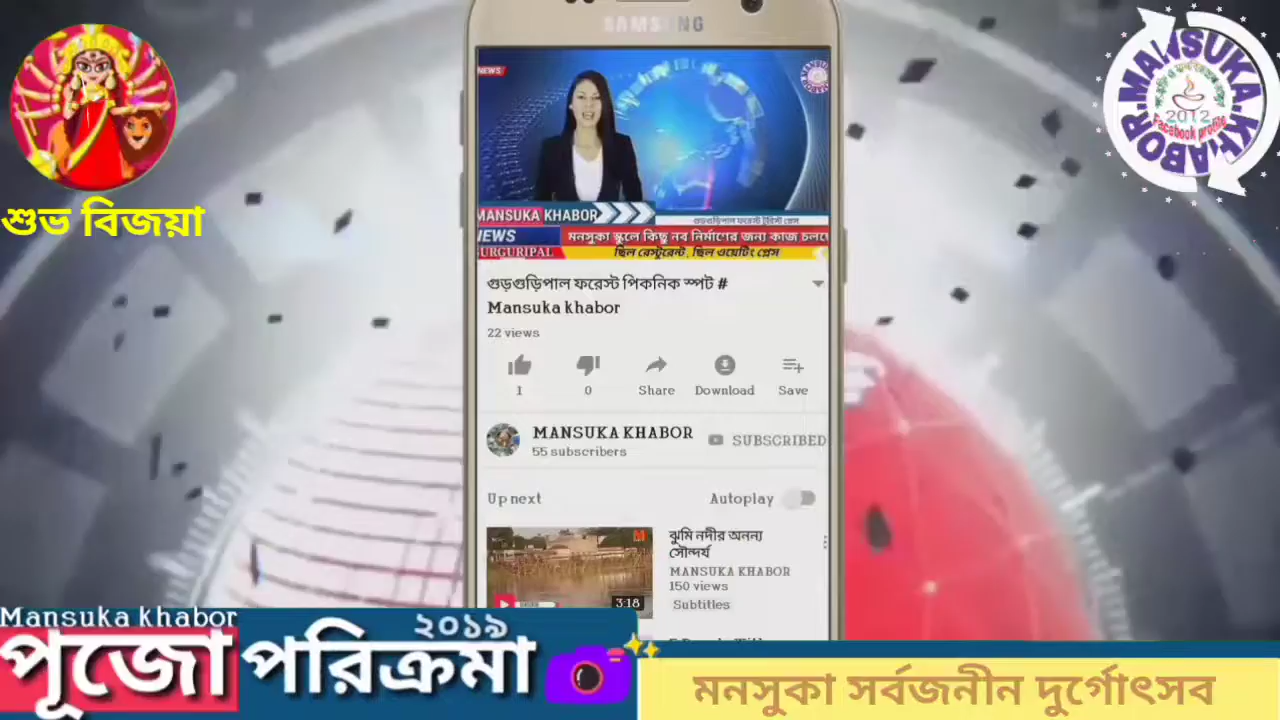 SAMSUNG
NEWS
MANSUKA KHABOR
2012
Facebook profile
শুভ বিজয়া
MANSUKA KHABOR
গুড়গুড়িপাল ফরেস্ট টুরিস্ট প্লেস
NEWS
মনসুকা স্কুলে কিছু নব নির্মাণের জন্য কাজ চলছে
GURGURIPAL
ছিল রেস্টুরেন্ট, ছিল ওয়েটিং প্লেস
গুড়গুড়িপাল ফরেস্ট পিকনিক স্পট #
Mansuka khabor
22 views
1
0
Share
Download
Save
MANSUKA KHABOR
SUBSCRIBED
55 subscribers
Up next
Autoplay
ঝুমি নদীর অনন্য
সৌন্দর্য
MANSUKA KHABOR
150 views
Subtitles
3:18
Mansuka khabor
পূজো পরিক্রমা
২০১৯
মনসুকা সর্বজনীন দুর্গোৎসব